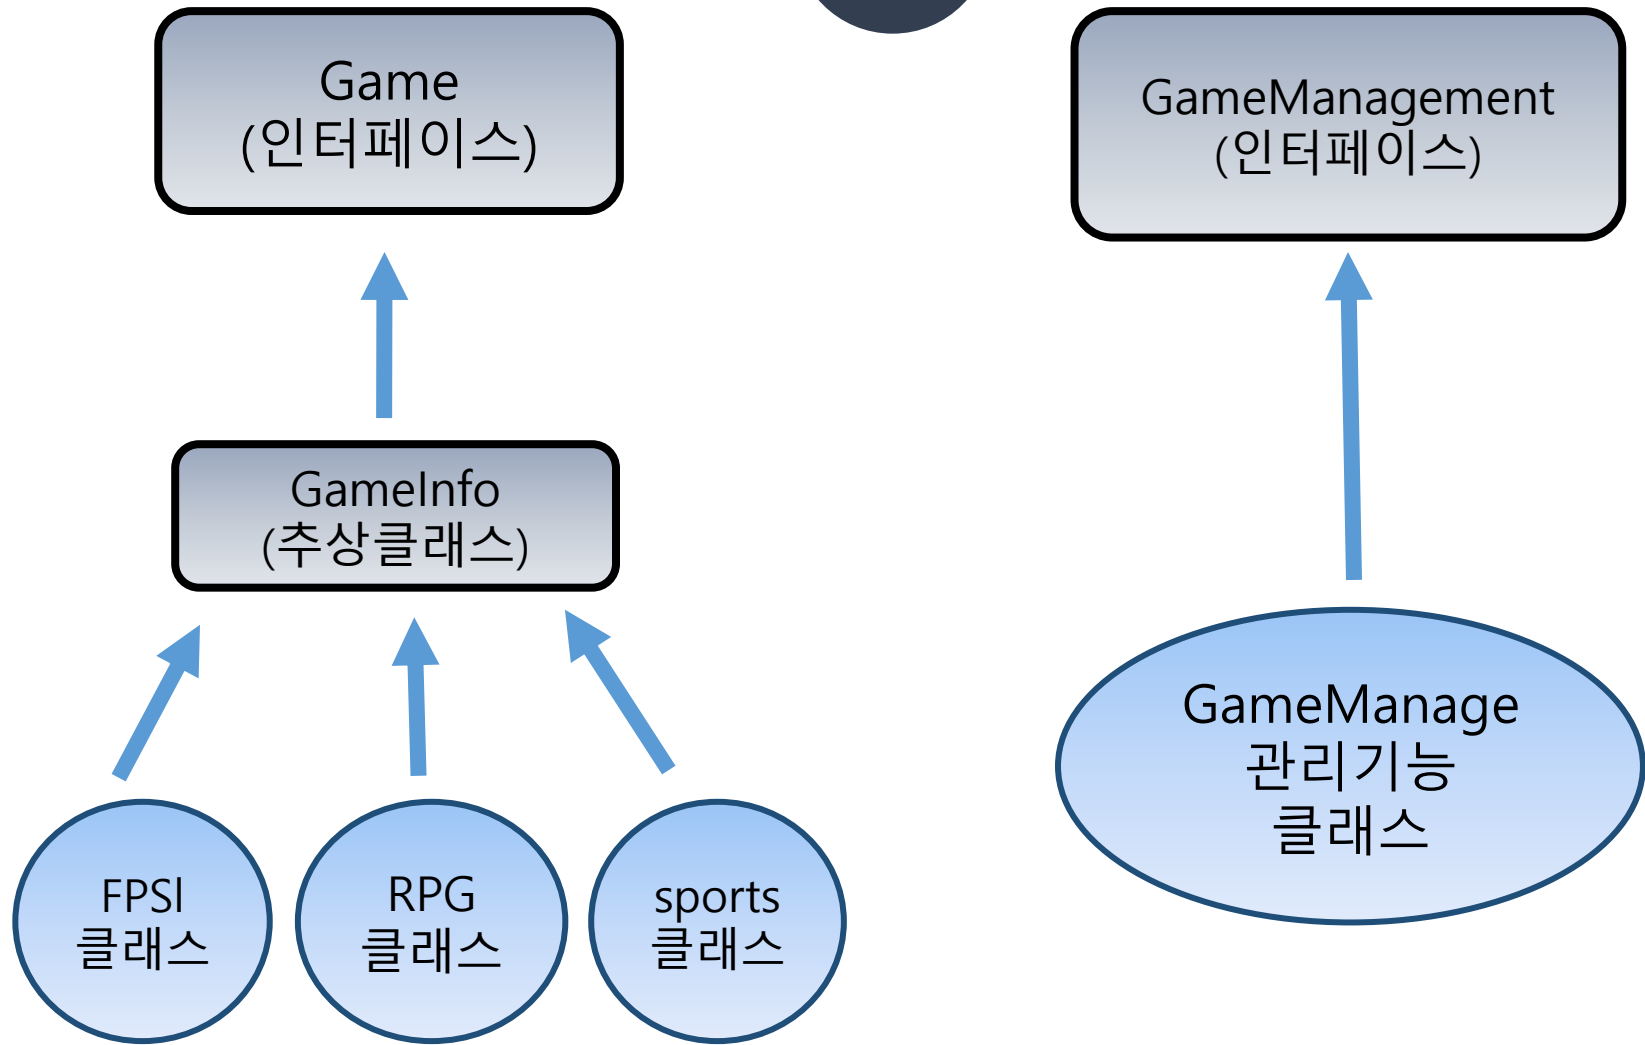 Game
(인터페이스)
GameManagement
(인터페이스)
GameInfo
(추상클래스)
GameManage
관리기능
클래스
FPSl
클래스
RPG
클래스
sports
클래스